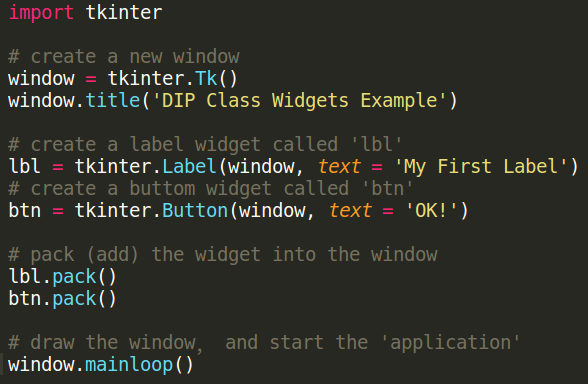 import tkinter
# create a new window
window = tkinter.Tk()
window.title('DIP Class Widgets Example')
# create a label widget called 'lbl'
lbl = tkinter.Label(window, text = 'My First Label')
# create a buttom widget called 'btn'
btn = tkinter.Button(window, text = 'OK!')
# pack (add) the widget into the window
lbl.pack()
btn.pack()
# draw the window,  and start the 'application'
window.mainloop()